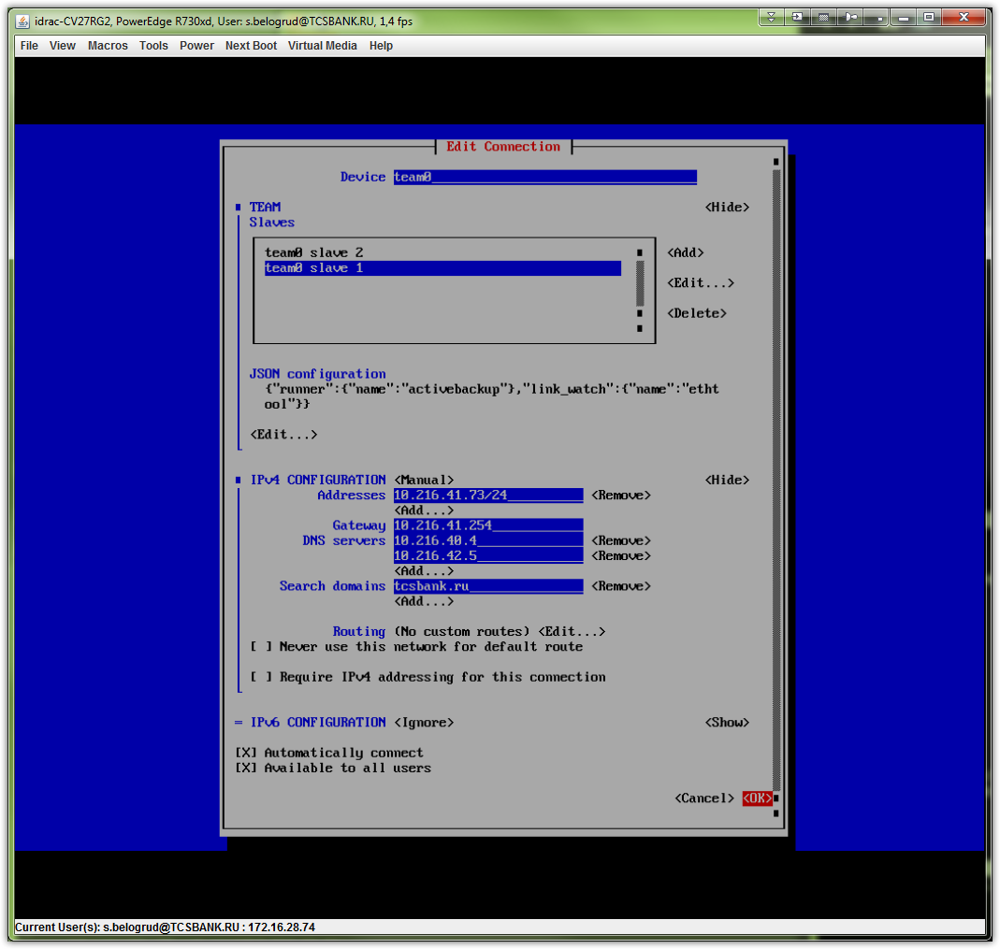 idrac-CV27RG2, PowerEdge R730xd, User: s.belogrud@TCSBANK.RU, 1,4 fps
File View Macros Tools Power Next Boot Virtual Media Help
Edit Connection
Device team0
TEAM <Hide>
Slaves
team0 slave 2 <Add>
team0 slave 1
<Edit...>
<Delete>
JSON configuration
{"runner":{"name":"activebackup"},"link_watch":{"name":"etht
ool"}}
<Edit...>
IPv4 CONFIGURATION <Manual> <Hide>
Addresses 10.216.41.73/24 <Remove>
<Add...>
Gateway 10.216.41.254
DNS servers 10.216.40.4 <Remove>
10.216.42.5 <Remove>
<Add...>
Search domains tcsbank.ru <Remove>
<Add...>
Routing (No custom routes) <Edit...>
[ ] Never use this network for default route
[ ] Require IPv4 addressing for this connection
= IPv6 CONFIGURATION <Ignore> <Show>
[X] Automatically connect
[X] Available to all users
<Cancel> <OK>
Current User(s): s.belogrud@TCSBANK.RU : 172.16.28.74